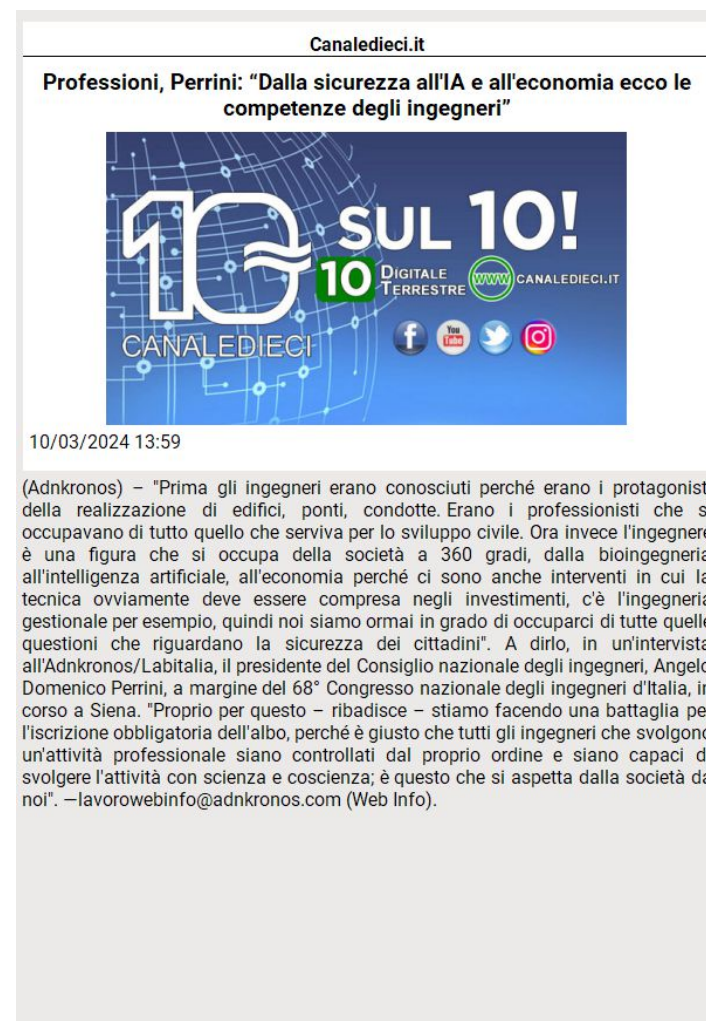 Canaledieci.it
Professioni, Perrini: “Dalla sicurezza all'IA e all'economia ecco le
competenze degli ingegneri”
10 SUL 10!
10 DIGITALE TERRESTRE www CANALEDIECI.IT
CANALEDIECI f You Tube
10/03/2024 13:59
(Adnkronos) – "Prima gli ingegneri erano conosciuti perché erano i protagonist
della realizzazione di edifici, ponti, condotte. Erano i professionisti che s
occupavano di tutto quello che serviva per lo sviluppo civile. Ora invece l'ingegnere
è una figura che si occupa della società a 360 gradi, dalla bioingegneria
all'intelligenza artificiale, all'economia perché ci sono anche interventi in cui la
tecnica ovviamente deve essere compresa negli investimenti, c'è l'ingegneria
gestionale per esempio, quindi noi siamo ormai in grado di occuparci di tutte quelle
questioni che riguardano la sicurezza dei cittadini". A dirlo, in un'intervista
all'Adnkronos/Labitalia, il presidente del Consiglio nazionale degli ingegneri, Angelo
Domenico Perrini, a margine del 68° Congresso nazionale degli ingegneri d'Italia, in
corso a Siena. "Proprio per questo – ribadisce – stiamo facendo una battaglia pe
l'iscrizione obbligatoria dell'albo, perché è giusto che tutti gli ingegneri che svolgono
un'attività professionale siano controllati dal proprio ordine e siano capaci d
svolgere l'attività con scienza e coscienza; è questo che si aspetta dalla società da
noi". —lavorowebinfo@adnkronos.com (Web Info).